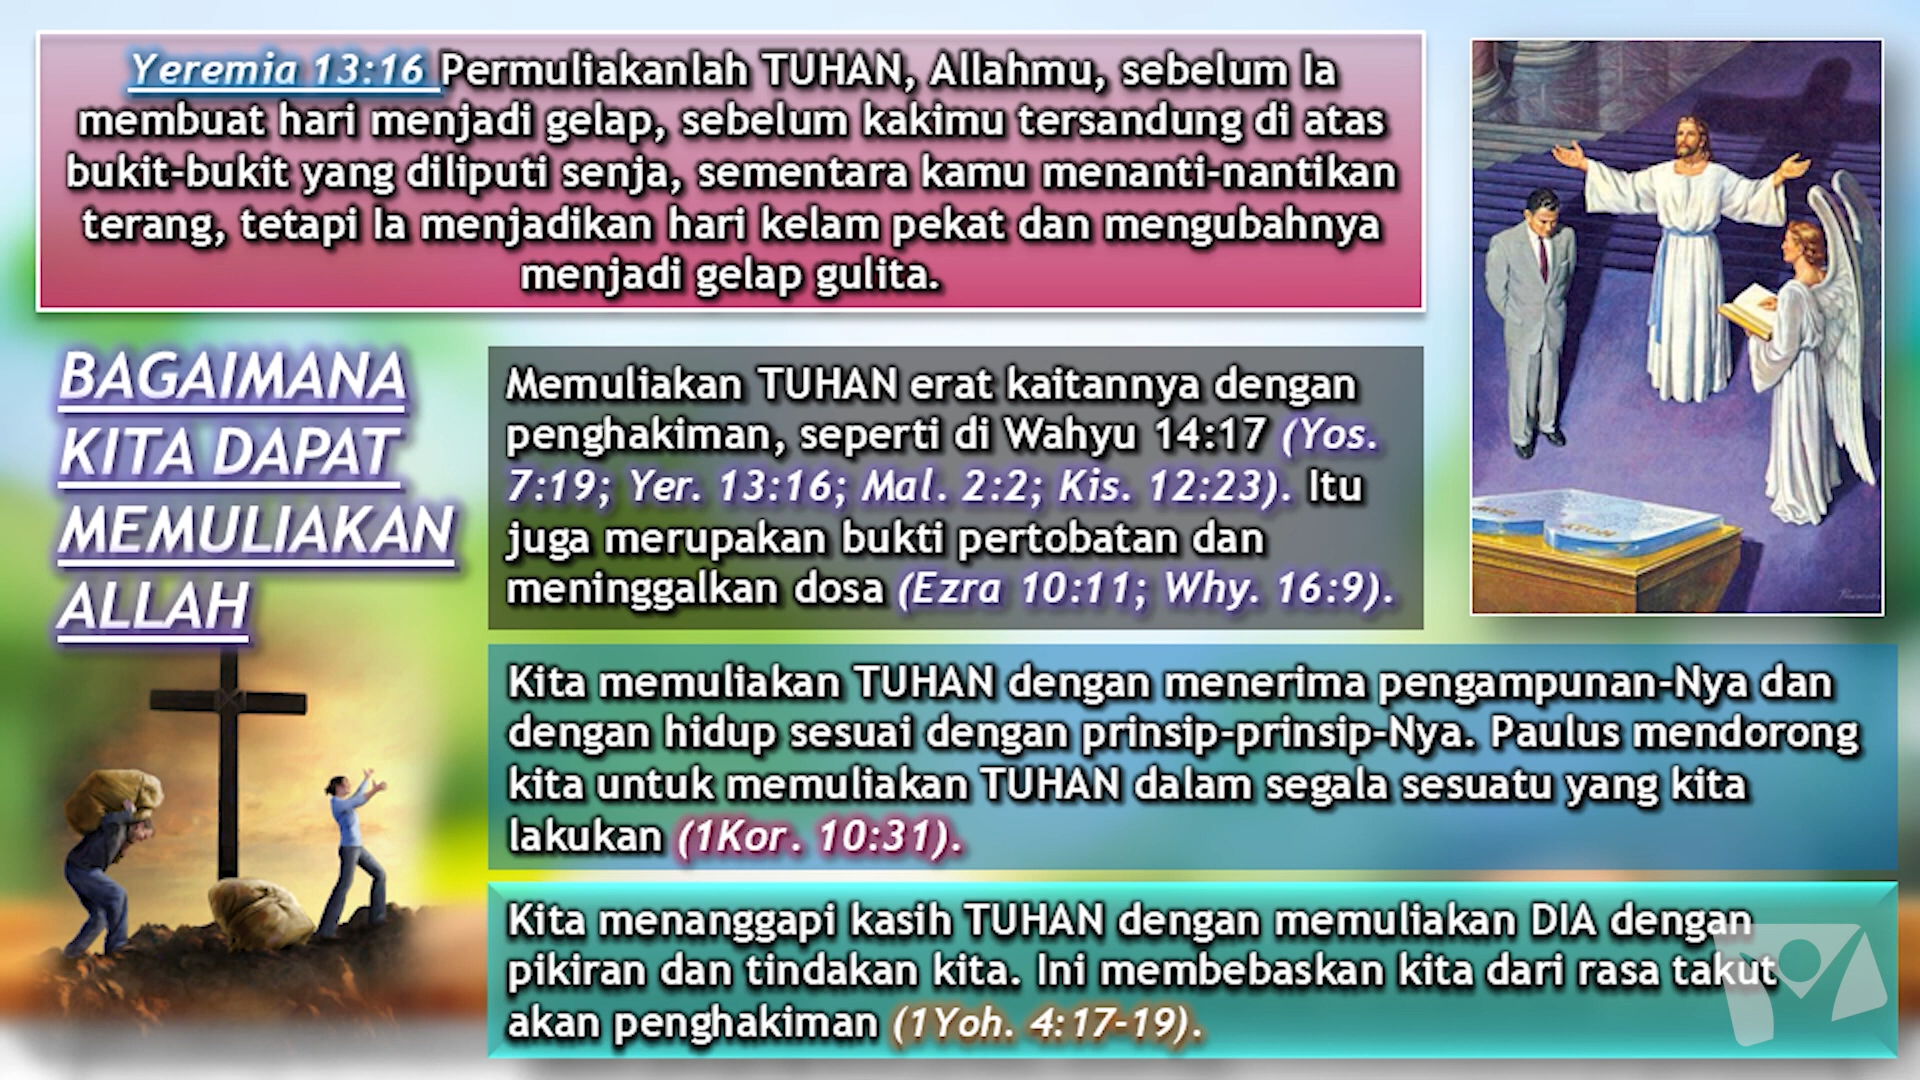 Yeremia 13:16 Permuliakanlah TUHAN, Allahmu, sebelum Ia
membuat hari menjadi gelap, sebelum kakimu tersandung di atas
bukit-bukit yang diliputi senja, sementara kamu menanti-nantikan
terang, tetapi Ia menjadikan hari kelam pekat dan mengubahnya
menjadi gelap gulita.
BAGAIMANA
KITA DAPAT
MEMULIAKAN
ALLAH
Memuliakan TUHAN erat kaitannya dengan
penghakiman, seperti di Wahyu 14:17 (Yos.
7:19; Yer. 13:16; Mal. 2:2; Kis. 12:23). Itu
juga merupakan bukti pertobatan dan
meninggalkan dosa (Ezra 10:11; Why. 16:9).
Kita memuliakan TUHAN dengan menerima pengampunan-Nya dan
dengan hidup sesuai dengan prinsip-prinsip-Nya. Paulus mendorong
kita untuk memuliakan TUHAN dalam segala sesuatu yang kita
lakukan (1Kor. 10:31).
Kita menanggapi kasih TUHAN dengan memuliakan DIA dengan
pikiran dan tindakan kita. Ini membebaskan kita dari rasa takut
akan penghakiman (1Yoh. 4:17-19).